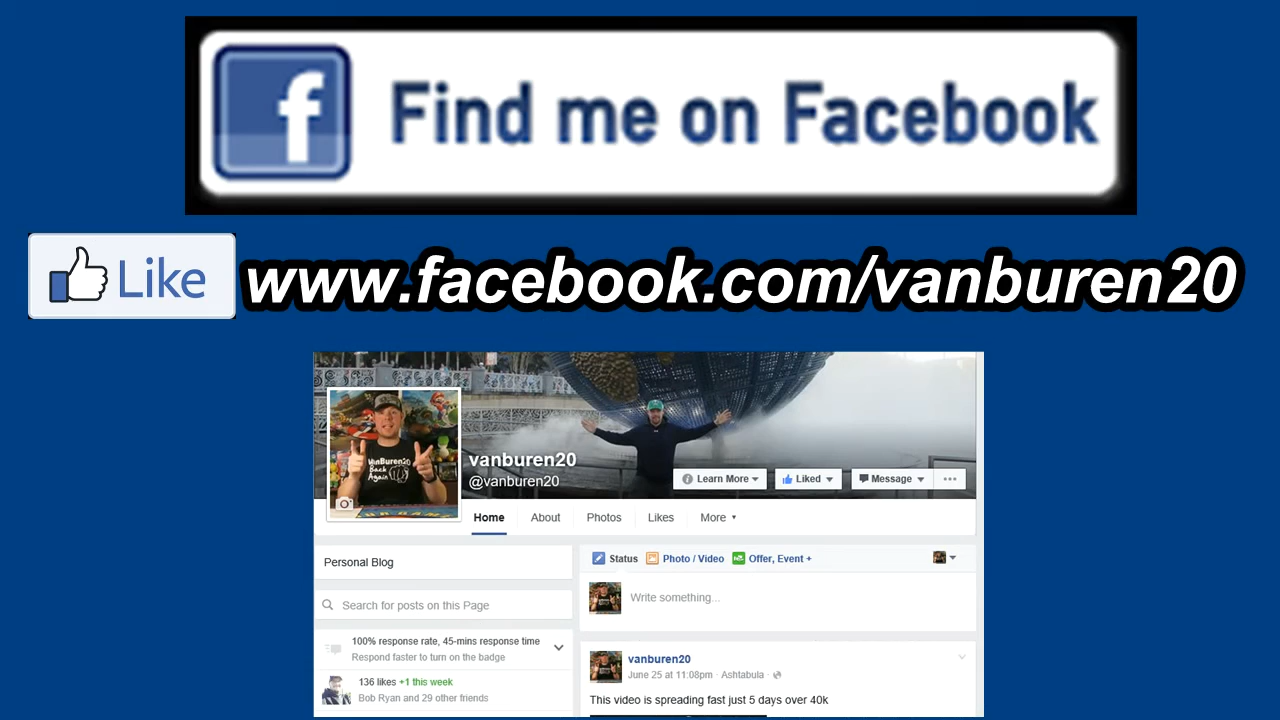 f Find me on Facebook
Like www.facebook.com/vanburen20
VanBuren20
Back
Again
vanburen20
@vanburen20
Learn More Liked Message ...
Home About Photos Likes More
Personal Blog
Status Photo / Video Offer, Event +
Search for posts on this Page
Write something...
100% response rate, 45-mins response time
Respond faster to turn on the badge
136 likes +1 this week
Bob Ryan and 29 other friends
vanburen20
June 25 at 11:08pm · Ashtabula ·
This video is spreading fast just 5 days over 40k